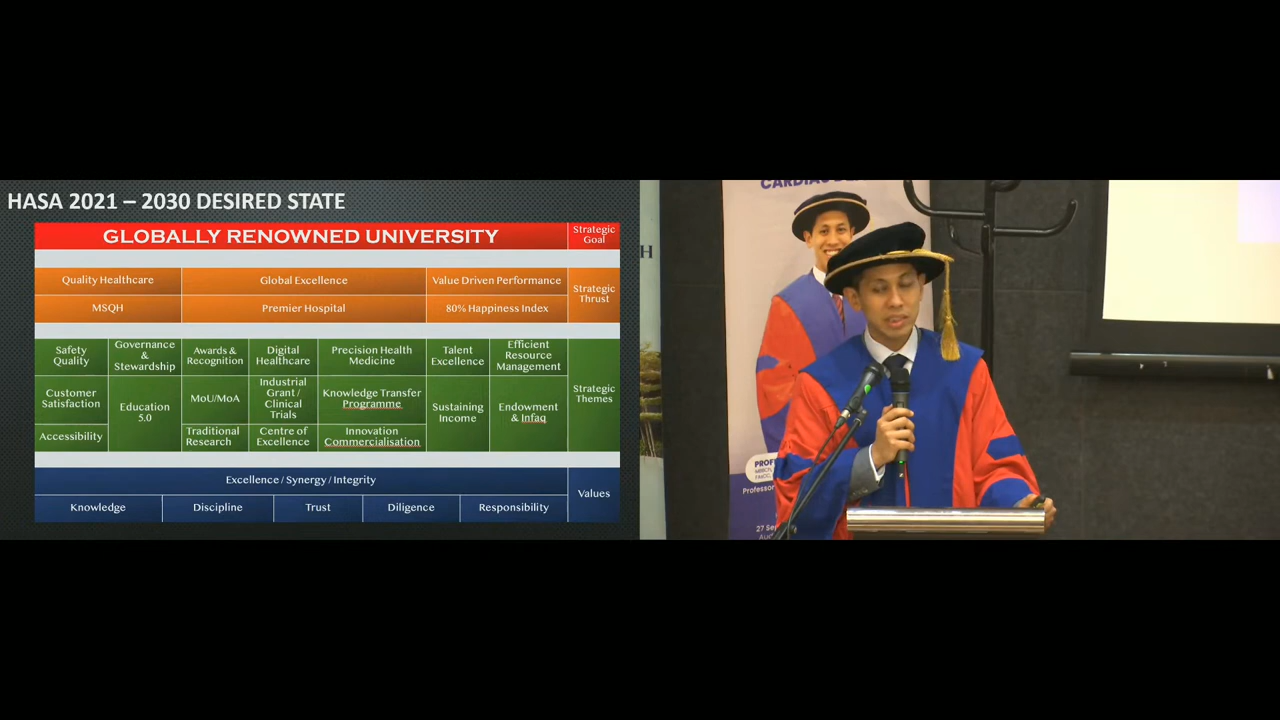 HASA 2021 – 2030 DESIRED STATE
GLOBALLY RENOWNED UNIVERSITY
Strategic
Goal
Quality Healthcare
Global Excellence
Value Driven Performance
Strategic
Thrust
MSQH
Premier Hospital
80% Happiness Index
Safety
Quality
Governance
&
Stewardship
Awards &
Recognition
Digital
Healthcare
Precision Health
Medicine
Talent
Excellence
Efficient
Resource
Management
Strategic
Themes
Customer
Satisfaction
Education
5.0
MoU/MoA
Industrial
Grant /
Clinical
Trials
Knowledge Transfer
Programme
Sustaining
Income
Endowment
& Infaq
Accessibility
Traditional
Research
Centre of
Excellence
Innovation
Commercialisation
Excellence / Synergy / Integrity
Values
Knowledge
Discipline
Trust
Diligence
Responsibility
H
PROF
Professor
27 Sep